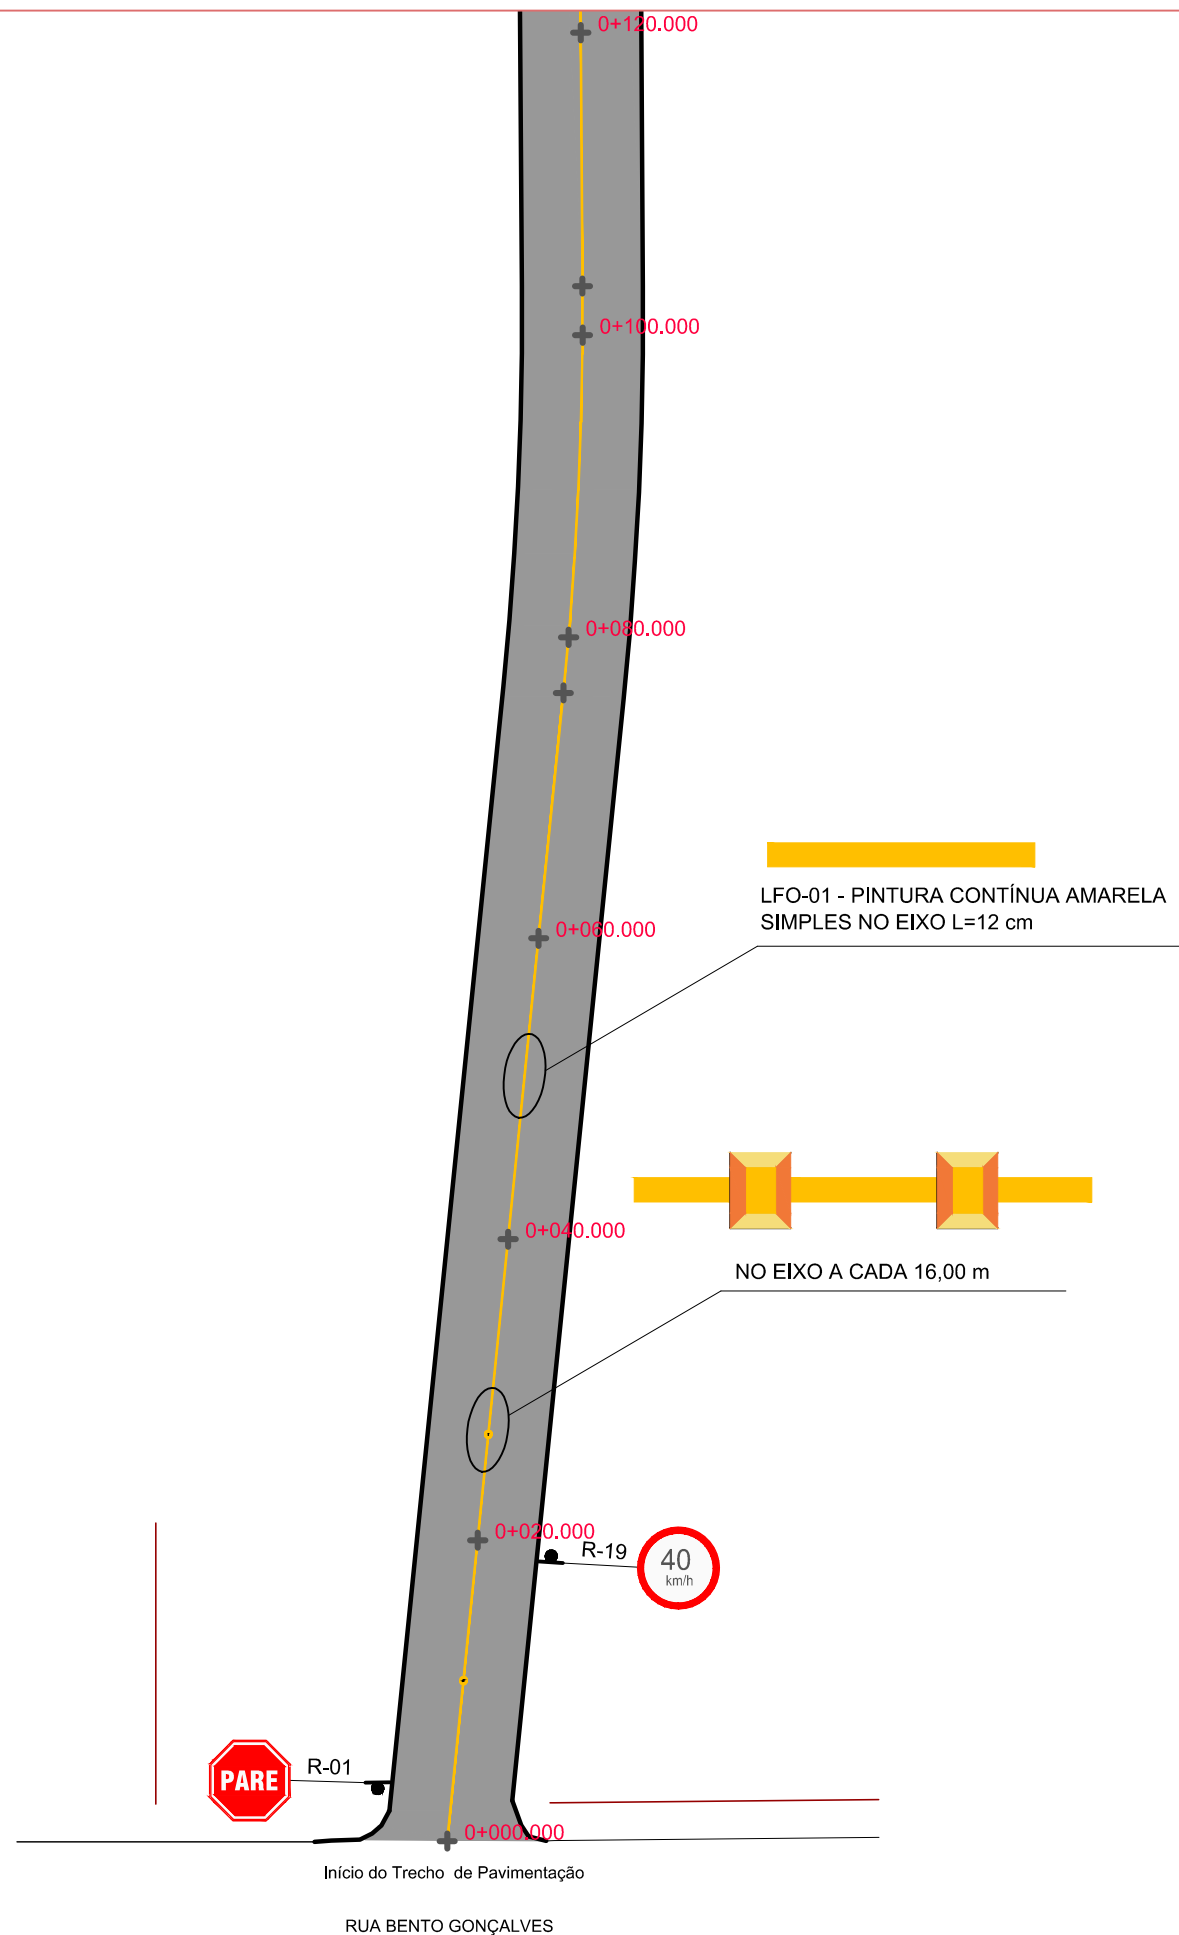 0+120.000
0+100.000
0+080.000
LFO-01 - PINTURA CONTÍNUA AMARELA
SIMPLES NO EIXO L=12 cm
0+060.000
0+040.000
NO EIXO A CADA 16,00 m
0+020.000
R-19
40
km/h
R-01
PARE
0+000.000
Início do Trecho de Pavimentação
RUA BENTO GONÇALVES